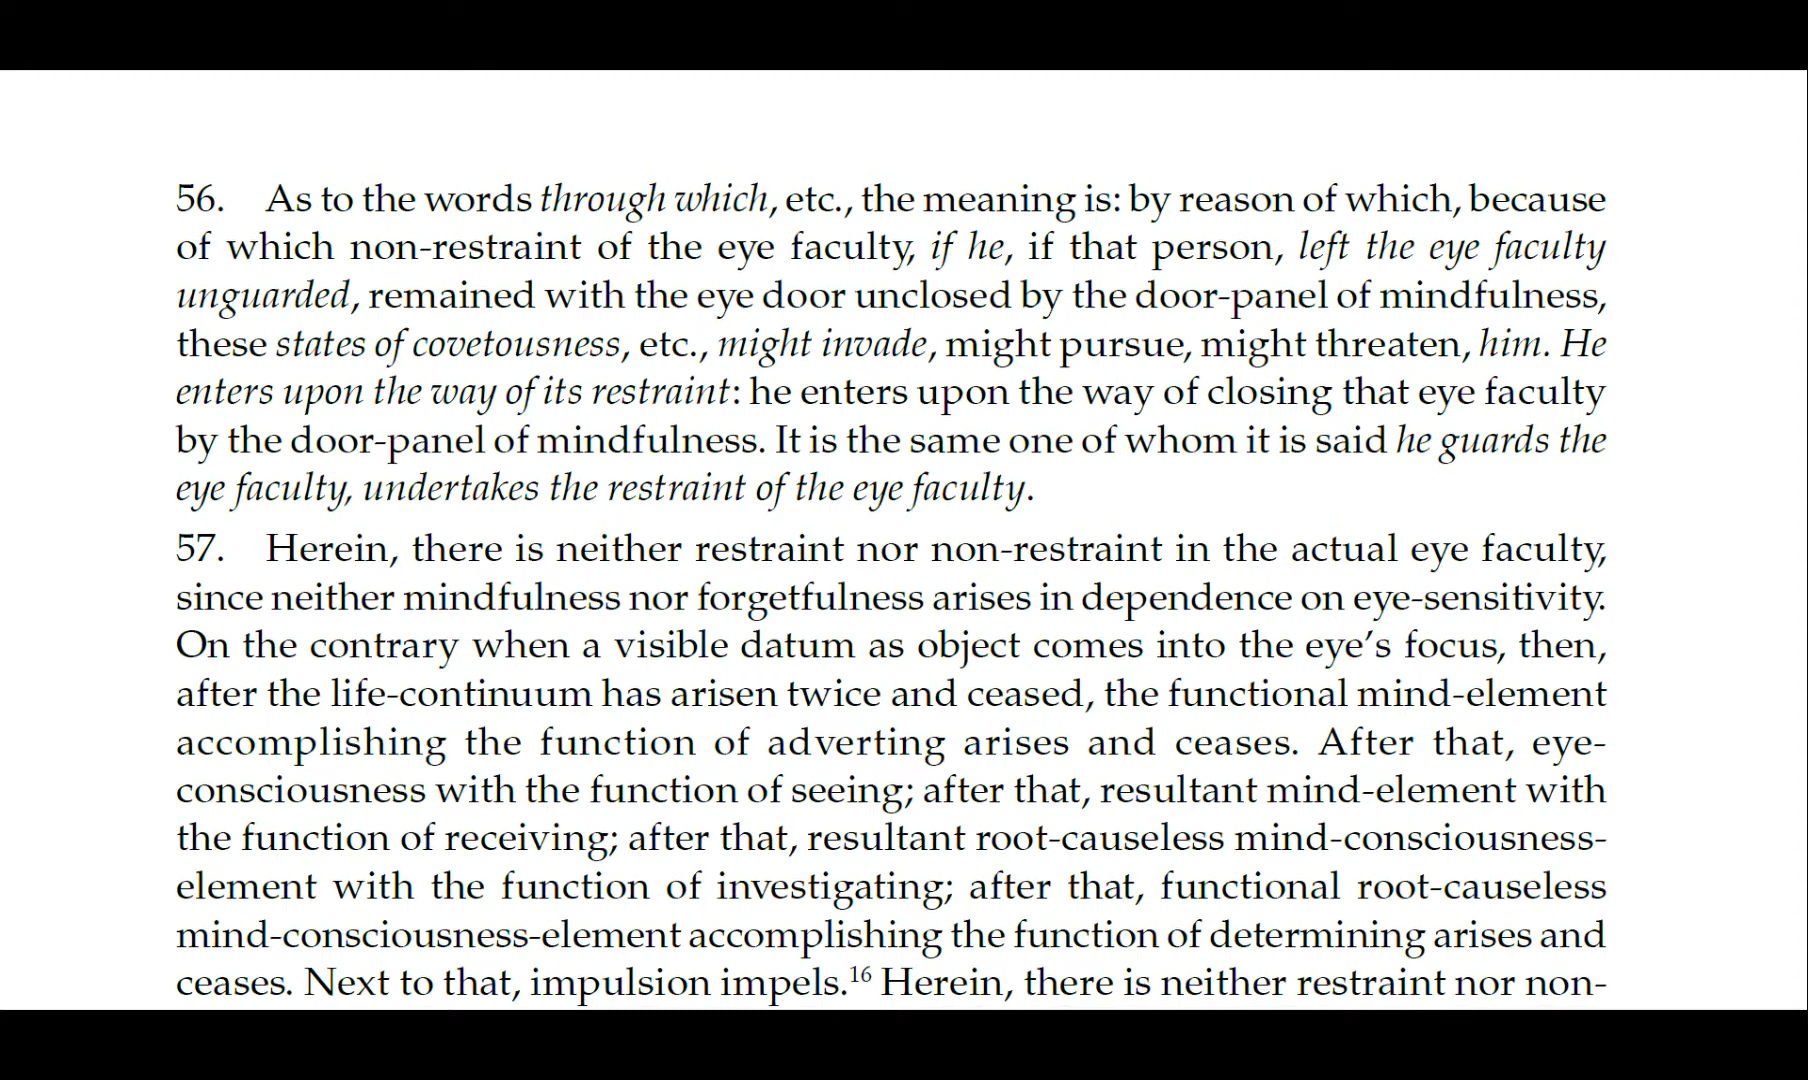 56. As to the words through which, etc., the meaning is: by reason of which, because
of which non-restraint of the eye faculty, if he, if that person, left the eye faculty
unguarded, remained with the eye door unclosed by the door-panel of mindfulness,
these states of covetousness, etc., might invade, might pursue, might threaten, him. He
enters upon the way of its restraint: he enters upon the way of closing that eye faculty
by the door-panel of mindfulness. It is the same one of whom it is said he guards the
eye faculty, undertakes the restraint of the eye faculty.
57. Herein, there is neither restraint nor non-restraint in the actual eye faculty,
since neither mindfulness nor forgetfulness arises in dependence on eye-sensitivity.
On the contrary when a visible datum as object comes into the eye’s focus, then,
after the life-continuum has arisen twice and ceased, the functional mind-element
accomplishing the function of adverting arises and ceases. After that, eye-
consciousness with the function of seeing; after that, resultant mind-element with
the function of receiving; after that, resultant root-causeless mind-consciousness-
element with the function of investigating; after that, functional root-causeless
mind-consciousness-element accomplishing the function of determining arises and
ceases. Next to that, impulsion impels.16 Herein, there is neither restraint nor non-